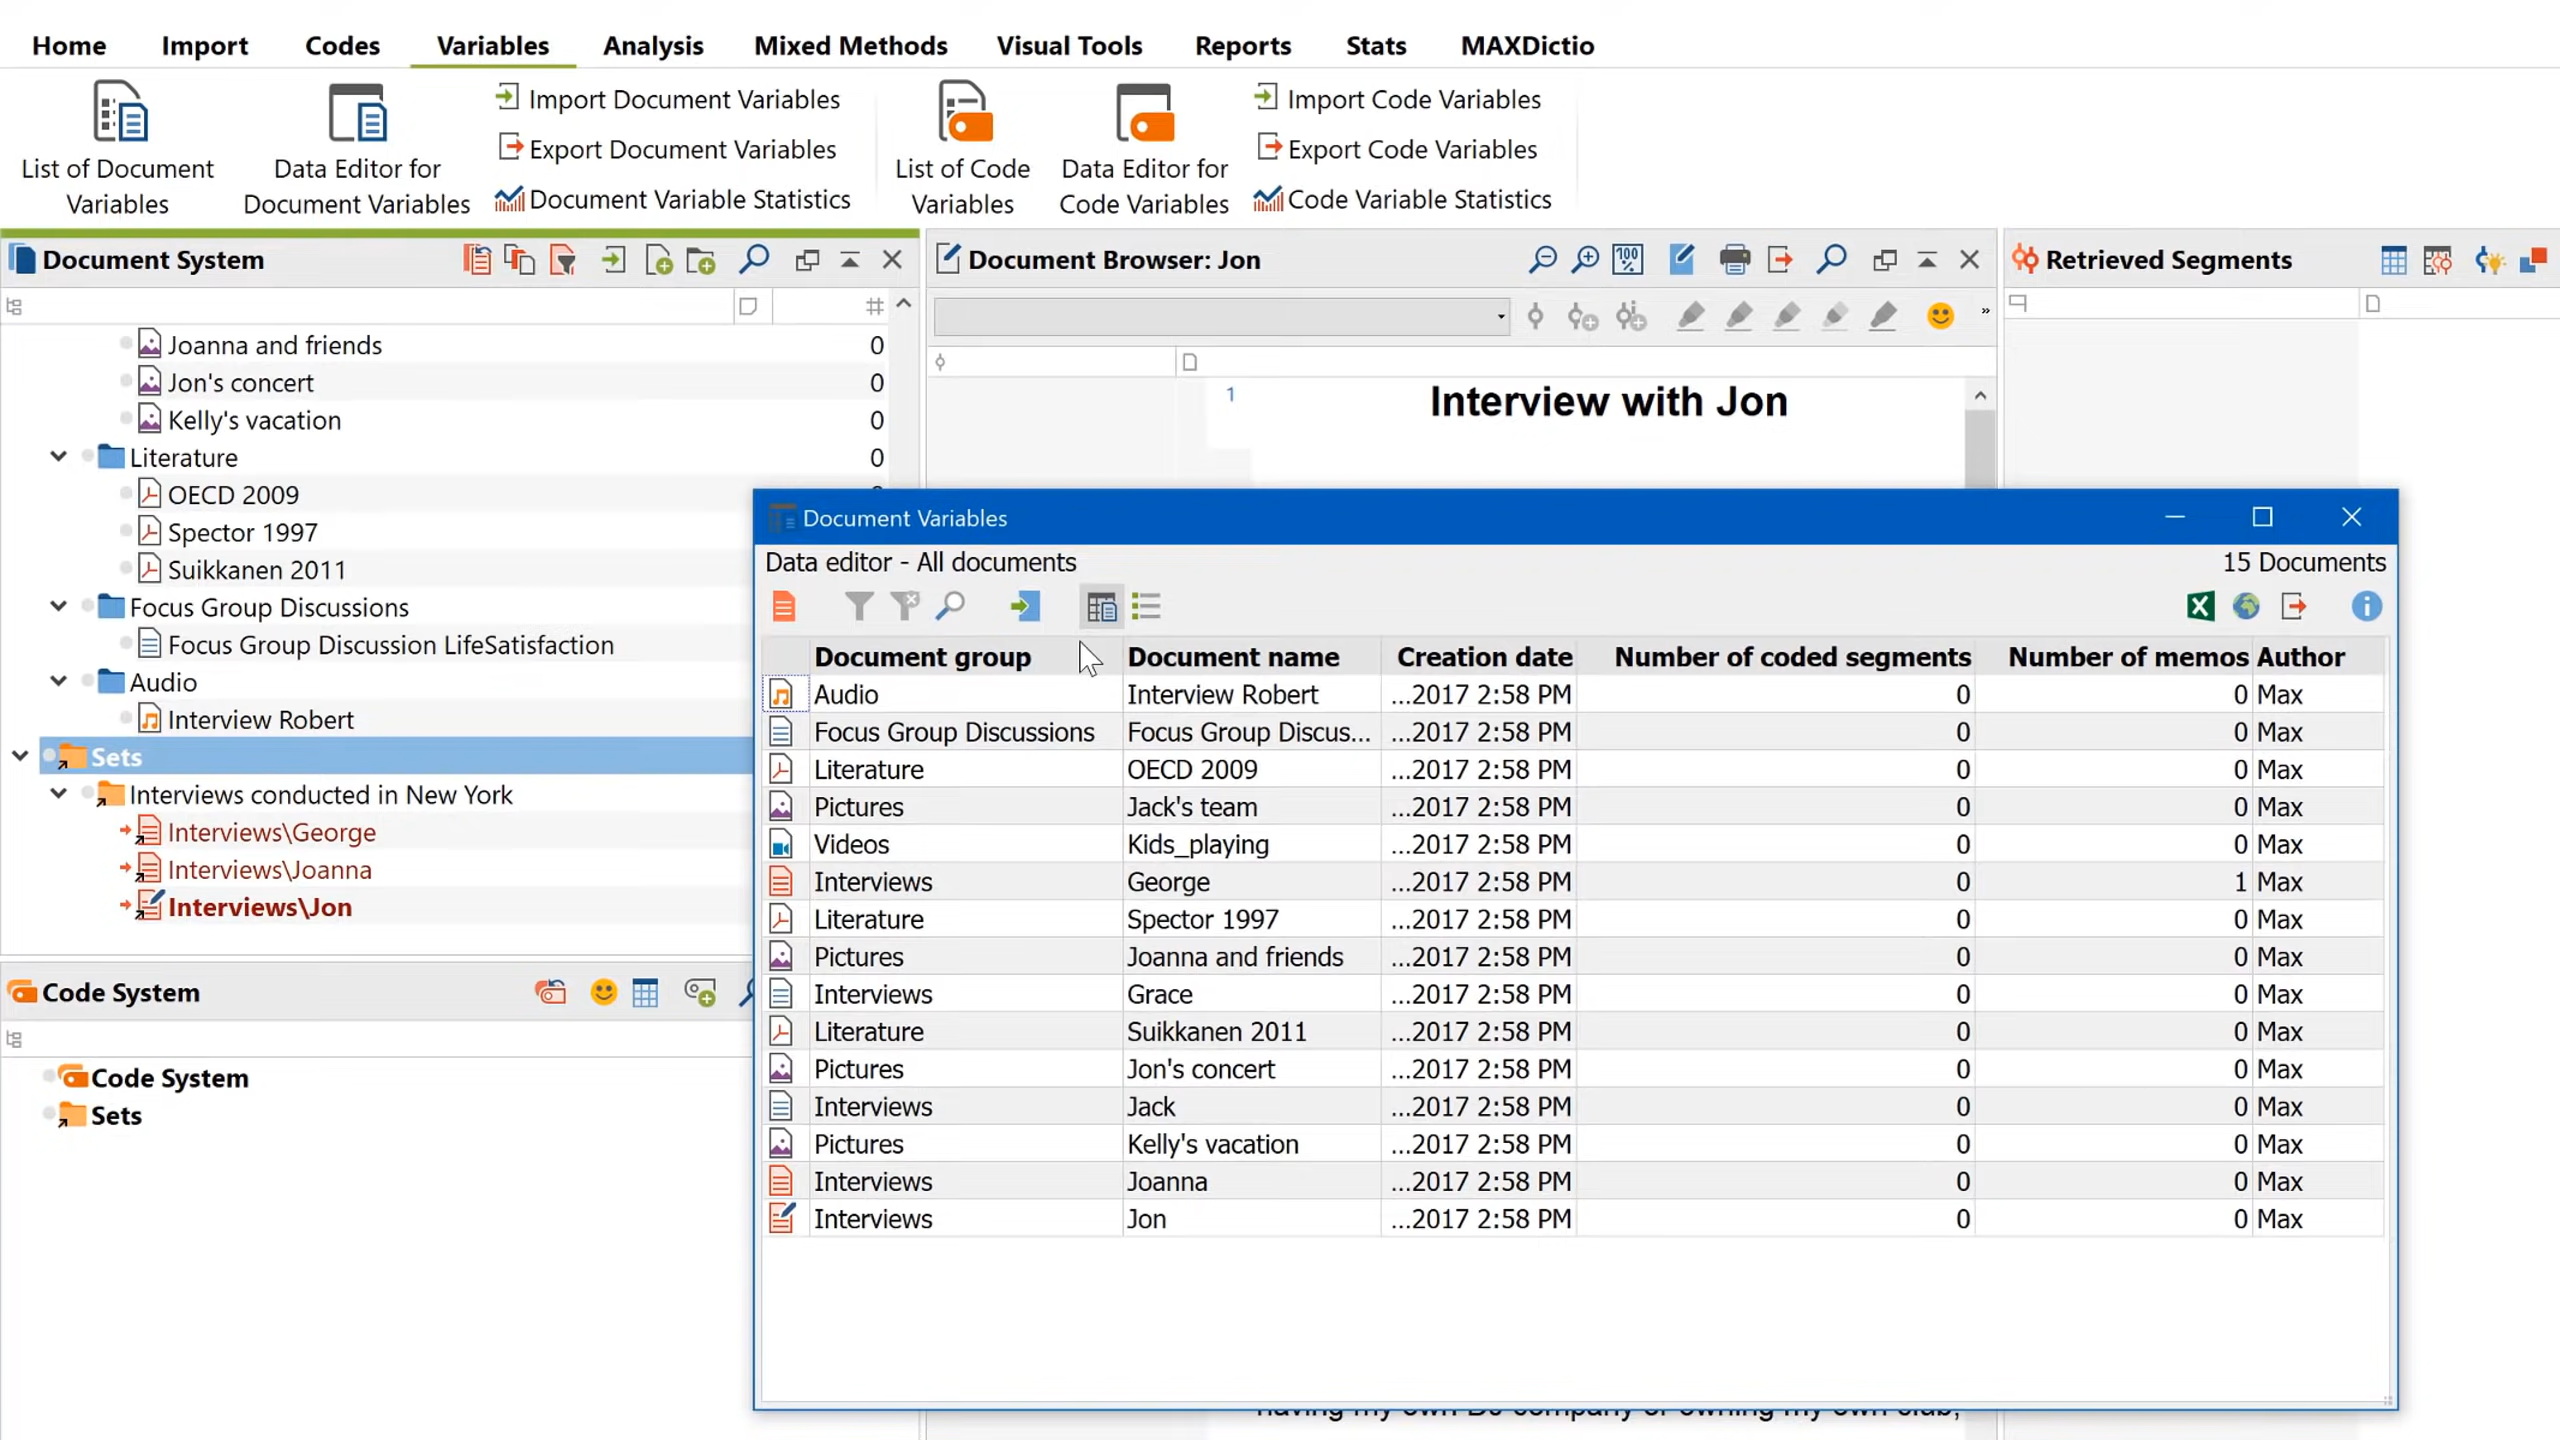 Home Import Codes Variables Analysis Mixed Methods Visual Tools Reports Stats MAXDictio
List of Document Variables
Data Editor for Document Variables
Import Document Variables
Export Document Variables
Document Variable Statistics
List of Code Variables
Data Editor for Code Variables
Import Code Variables
Export Code Variables
Code Variable Statistics
Document System
#
Joanna and friends 0
Jon's concert 0
Kelly's vacation 0
Literature 0
OECD 2009
Spector 1997
Suikkanen 2011
Focus Group Discussions
Focus Group Discussion LifeSatisfaction
Audio
Interview Robert
Sets
Interviews conducted in New York
Interviews\George
Interviews\Joanna
Interviews\Jon
Code System
Code System
Sets
Document Browser: Jon
100 %
»
1
Interview with Jon
Retrieved Segments
Document Variables
Data editor - All documents 15 Documents
Document group Document name Creation date Number of coded segments Number of memos Author
Audio Interview Robert ...2017 2:58 PM 0 0 Max
Focus Group Discussions Focus Group Discus... ...2017 2:58 PM 0 0 Max
Literature OECD 2009 ...2017 2:58 PM 0 0 Max
Pictures Jack's team ...2017 2:58 PM 0 0 Max
Videos Kids_playing ...2017 2:58 PM 0 0 Max
Interviews George ...2017 2:58 PM 0 1 Max
Literature Spector 1997 ...2017 2:58 PM 0 0 Max
Pictures Joanna and friends ...2017 2:58 PM 0 0 Max
Interviews Grace ...2017 2:58 PM 0 0 Max
Literature Suikkanen 2011 ...2017 2:58 PM 0 0 Max
Pictures Jon's concert ...2017 2:58 PM 0 0 Max
Interviews Jack ...2017 2:58 PM 0 0 Max
Pictures Kelly's vacation ...2017 2:58 PM 0 0 Max
Interviews Joanna ...2017 2:58 PM 0 0 Max
Interviews Jon ...2017 2:58 PM 0 0 Max
having my own DJ company or owning my own club,